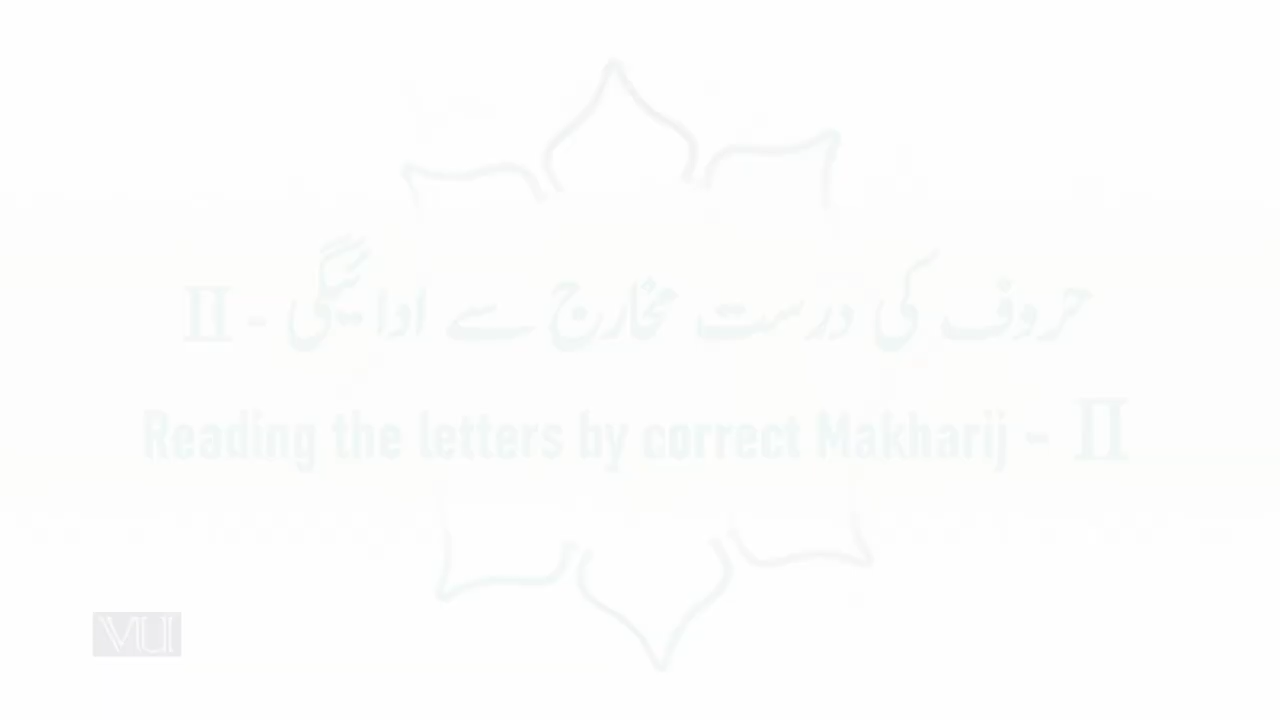 حروف کی درست مخارج سے ادائیگی - II
Reading the letters by correct Makharij - II
VU